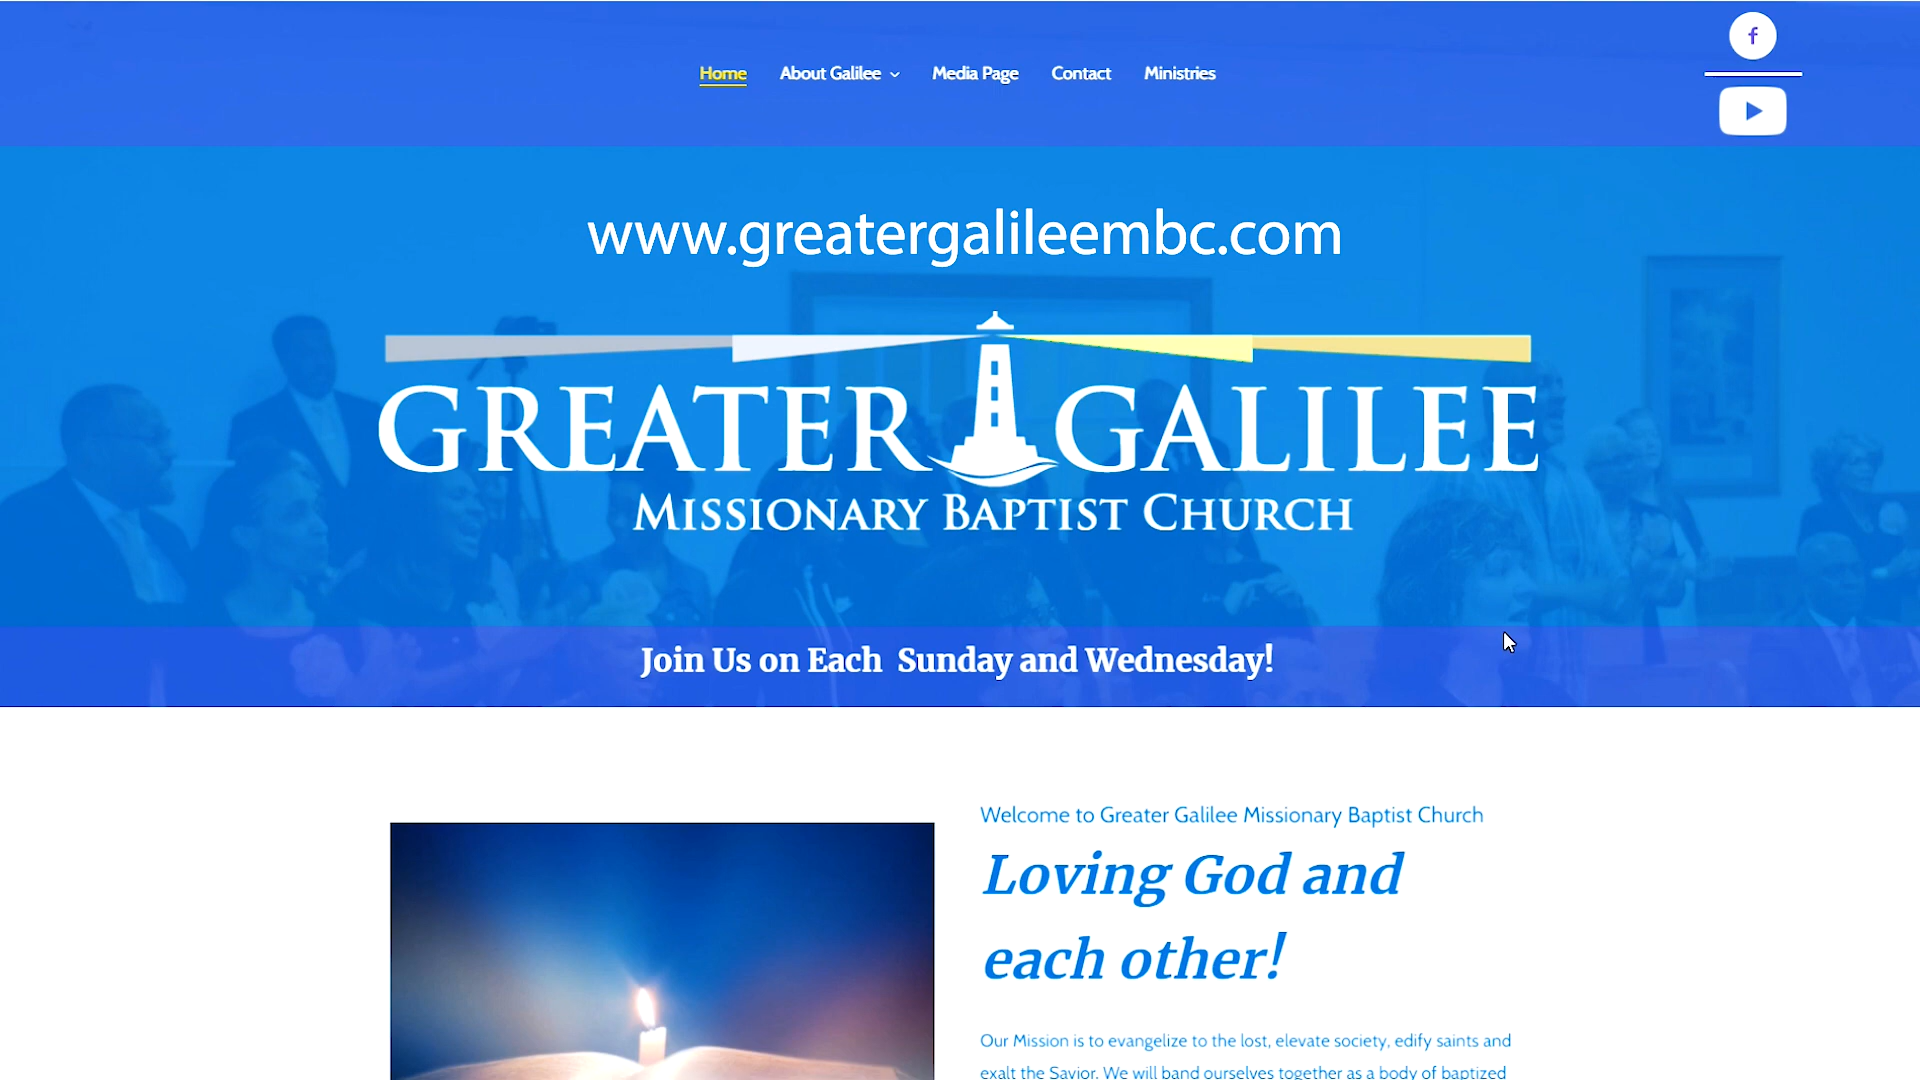 Home About Galilee Media Page Contact Ministries
www.greatergalileembc.com
GREATER GALILEE
MISSIONARY BAPTIST CHURCH
Join Us on Each Sunday and Wednesday!
Welcome to Greater Galilee Missionary Baptist Church
Loving God and
each other!
Our Mission is to evangelize to the lost, elevate society, edify saints and
exalt the Savior. We will band ourselves together as a body of baptized